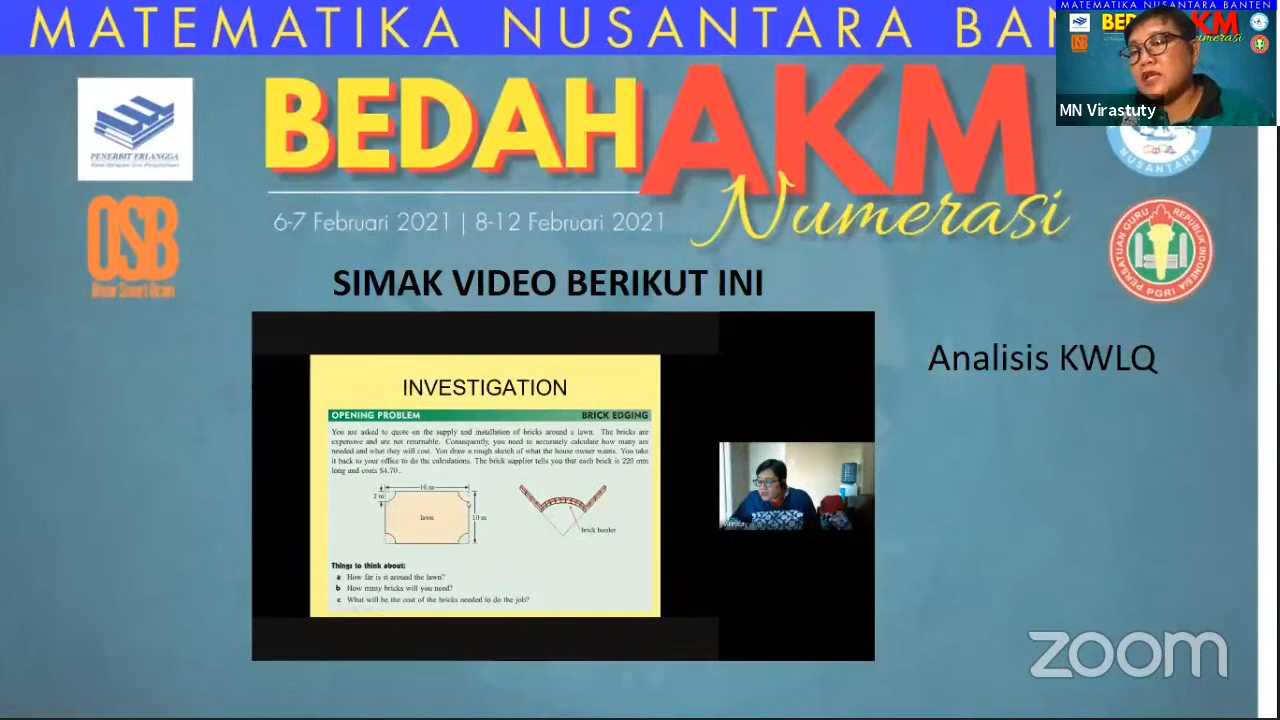 MATEMATIKA NUSANTARA BAN
MATEMATIKA NUSANTARA BANTEN
MN Virastuty
PENERBIT ERLANGGA
BEDAH AKM
Numerasi
6-7 Februari 2021 | 8-12 Februari 2021
OSB
NUSANTARA
PERSATUAN GURU REPUBLIK INDONESIA
PGRI
SIMAK VIDEO BERIKUT INI
Analisis KWLQ
INVESTIGATION
OPENING PROBLEM BRICK EDGING
You are asked to quote on the supply and installation of bricks around a lawn. The bricks are
expensive and are not returnable. Consequently, you need to accurately calculate how many are
needed and what they will cost. You draw a rough sketch of what the house owner wants. You take
it back to your office to do the calculations. The brick supplier tells you that each brick is 220 mm
long and costs $4.70.
16 m
2 m
lawn
10 m
brick border
Things to think about:
a How far is it around the lawn?
b How many bricks will you need?
c What will be the cost of the bricks needed to do the job?
zoom